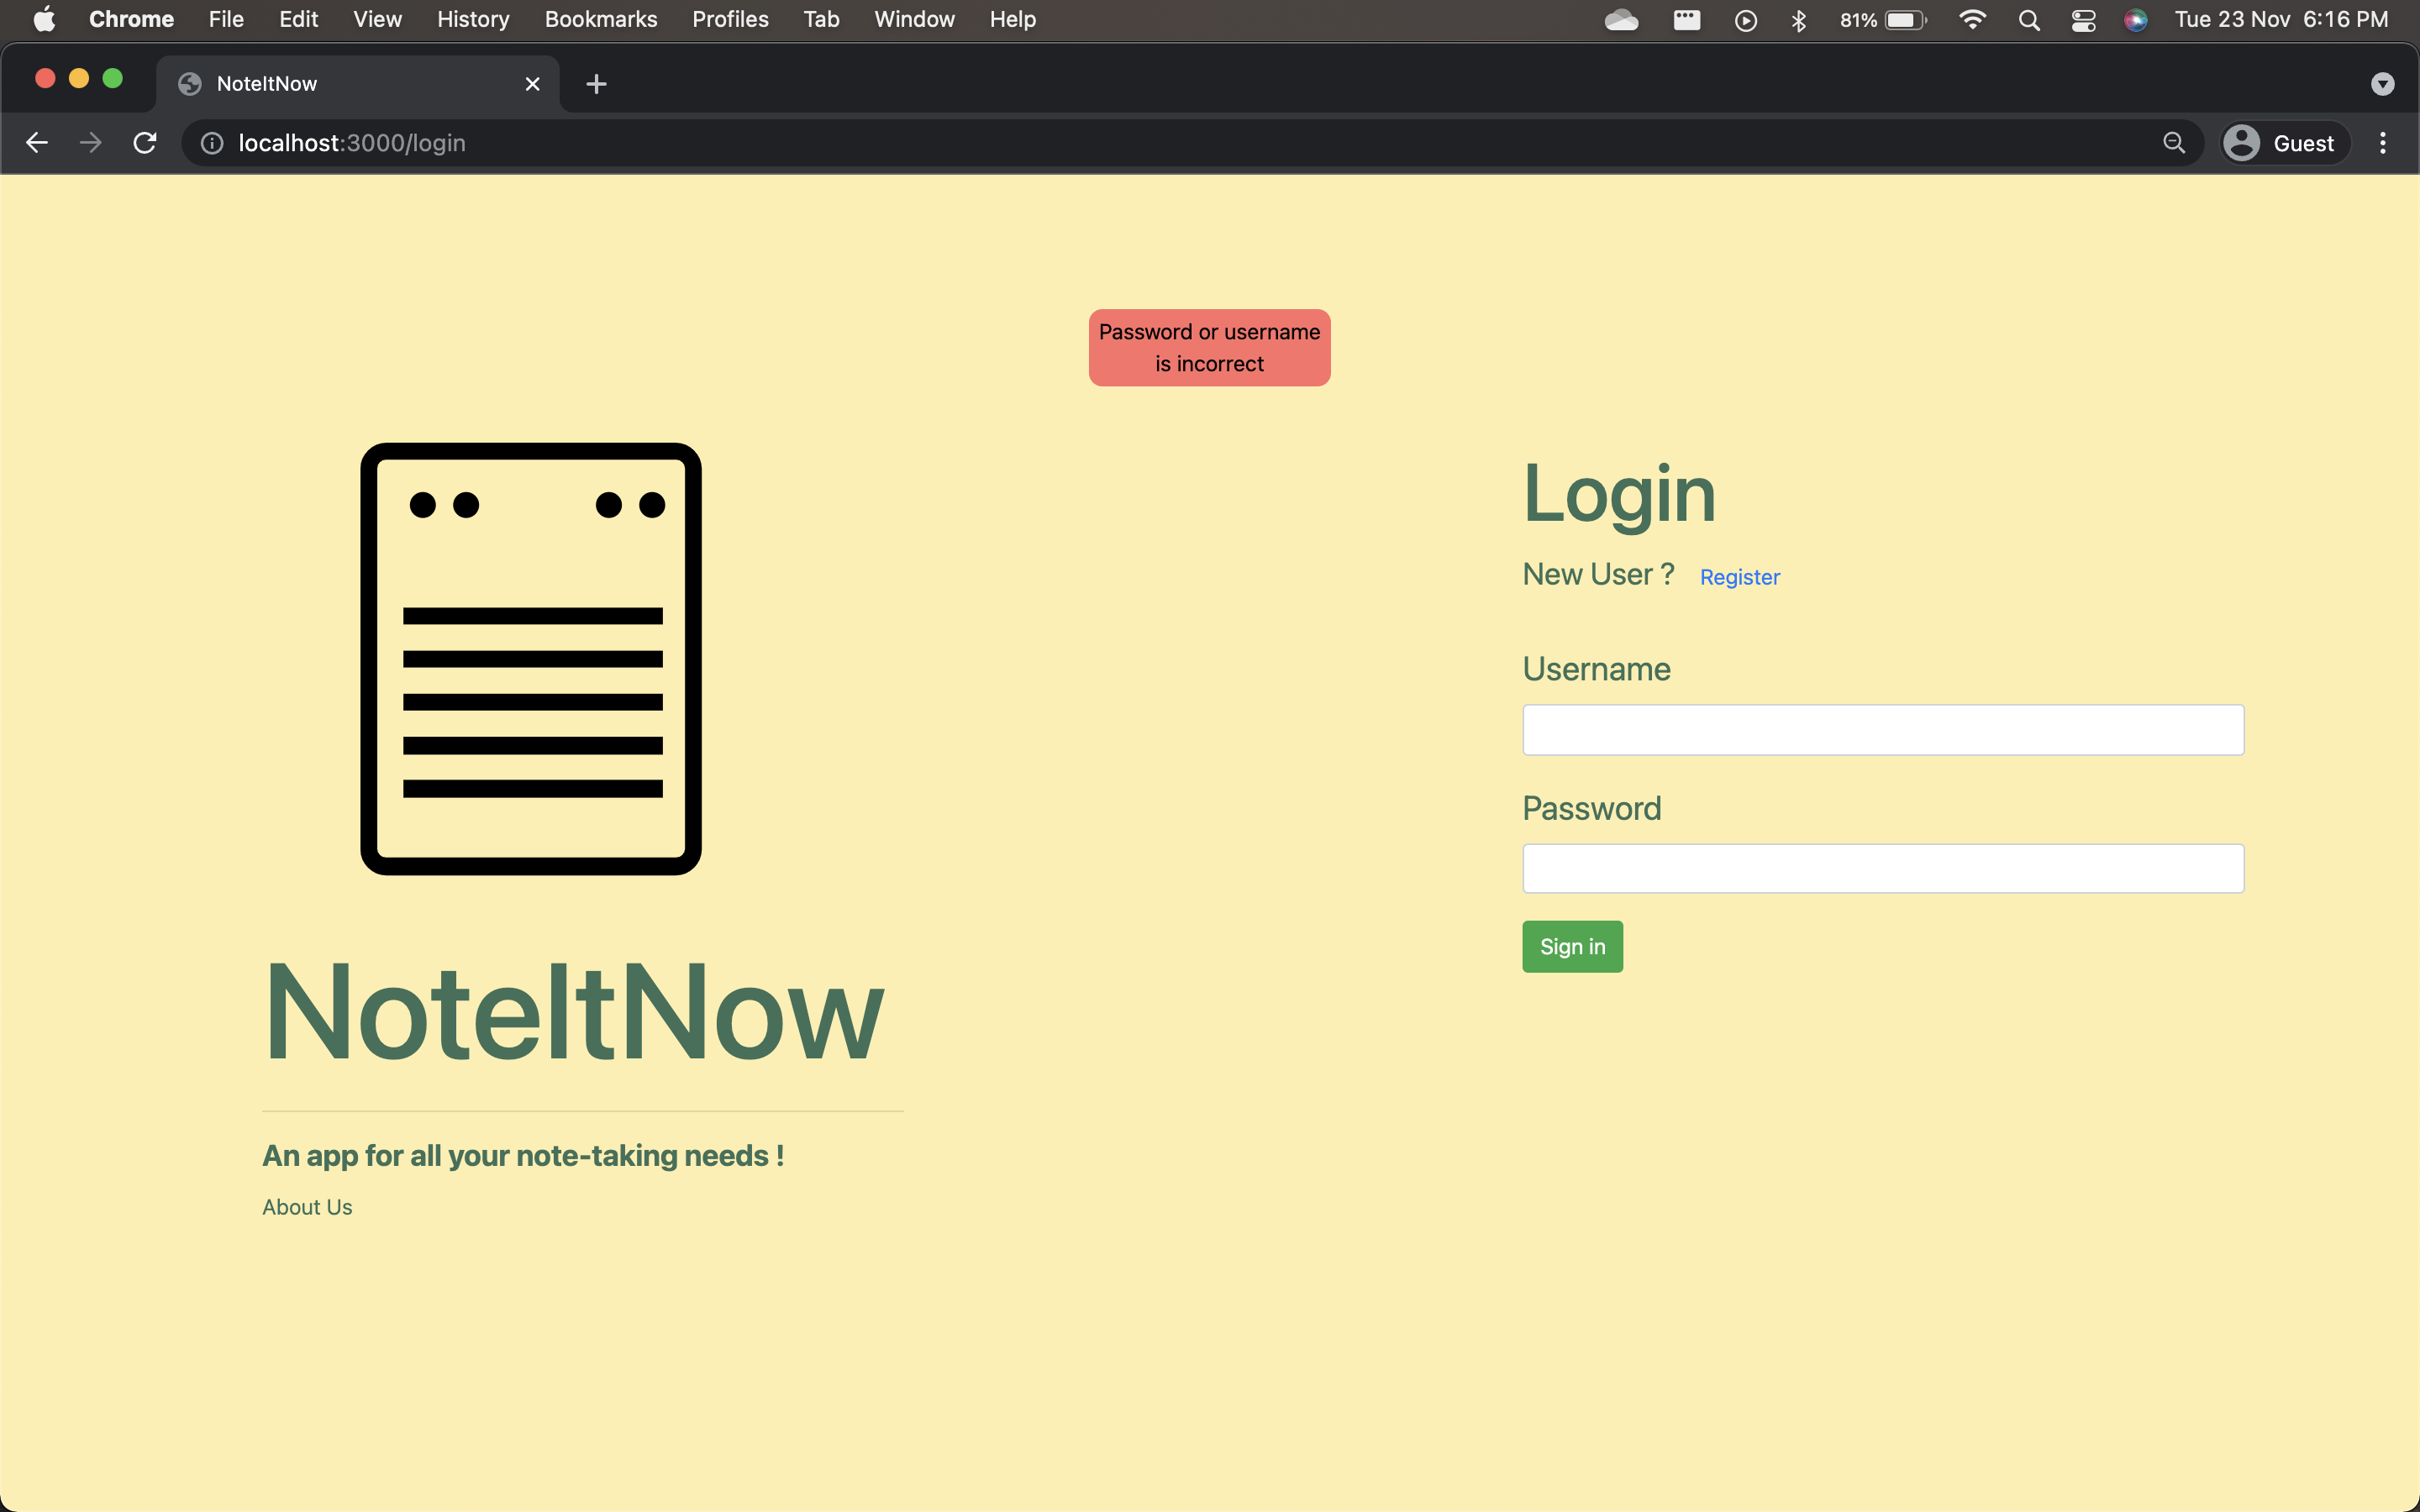 Chrome File Edit View History Bookmarks Profiles Tab Window Help 81% Tue 23 Nov 6:16 PM
NoteItNow
localhost:3000/login Guest
Password or username
is incorrect
Login
New User ? Register
Username
Password
Sign in
NoteItNow
An app for all your note-taking needs !
About Us